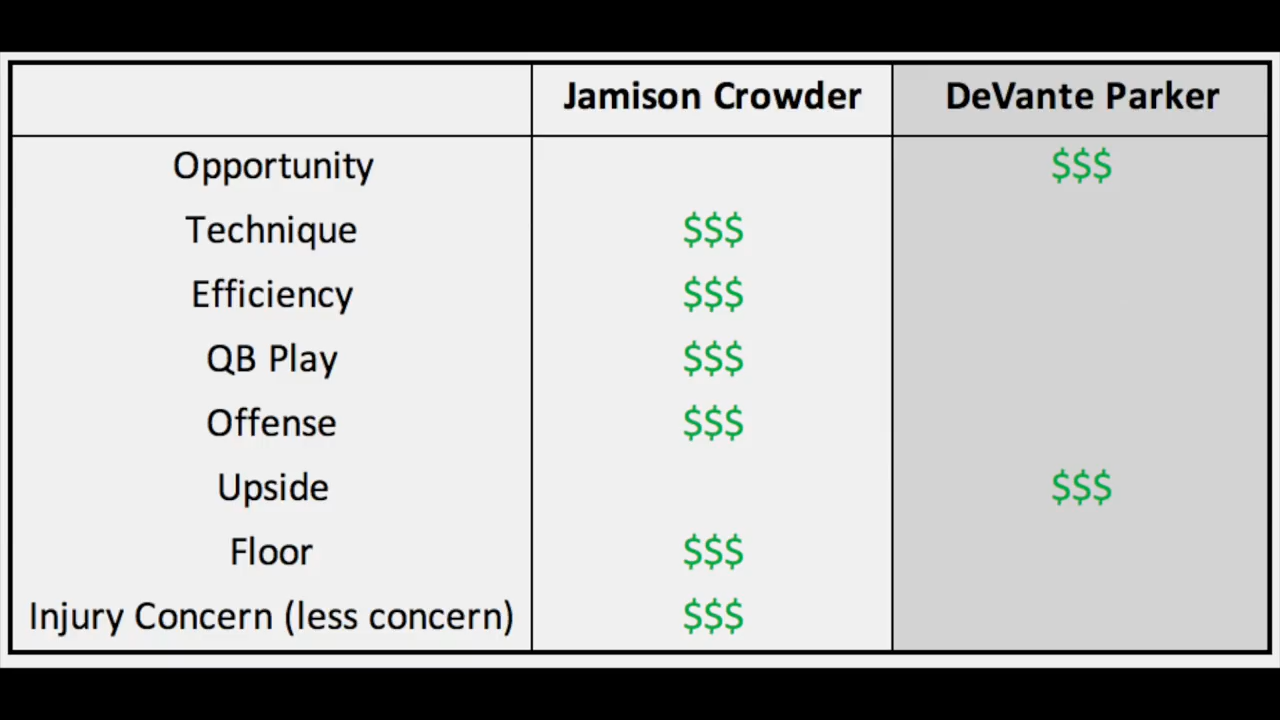 Jamison Crowder DeVante Parker
Opportunity $$$
Technique $$$
Efficiency $$$
QB Play $$$
Offense $$$
Upside $$$
Floor $$$
Injury Concern (less concern) $$$